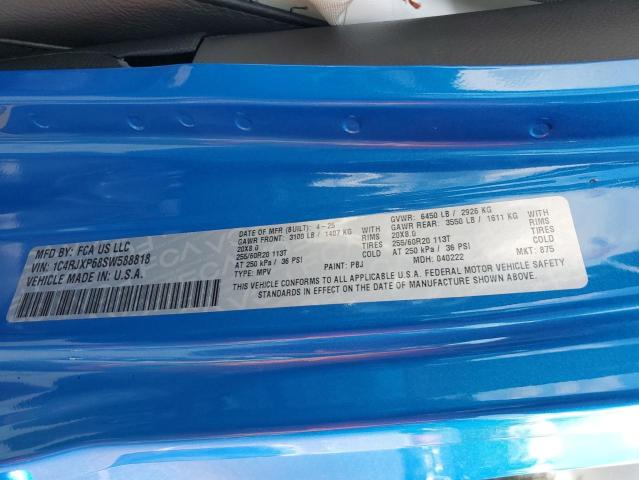 MFD BY: FCA US LLC
VIN: 1C4RJXP68SW588818
VEHICLE MADE IN U.S.A.
DATE OF MFR (BUILT): 4-25
GAWR FRONT: 3100 LB / 1407 KG
20X8.0 RIMS
255/60R20 113T TIRES
AT 250 kPa / 36 PSI COLD
TYPE: MPV PAINT: PBJ
GVWR: 6450 LB / 2926 KG
GAWR REAR: 3550 LB / 1611 KG
20X8.0 RIMS
255/60R20 113T TIRES
AT 250 kPa / 36 PSI COLD
MDH: 040222 MKT: 875
THIS VEHICLE CONFORMS TO ALL APPLICABLE U.S.A. FEDERAL MOTOR VEHICLE SAFETY
STANDARDS IN EFFECT ON THE DATE OF MANUFACTURE SHOWN ABOVE.